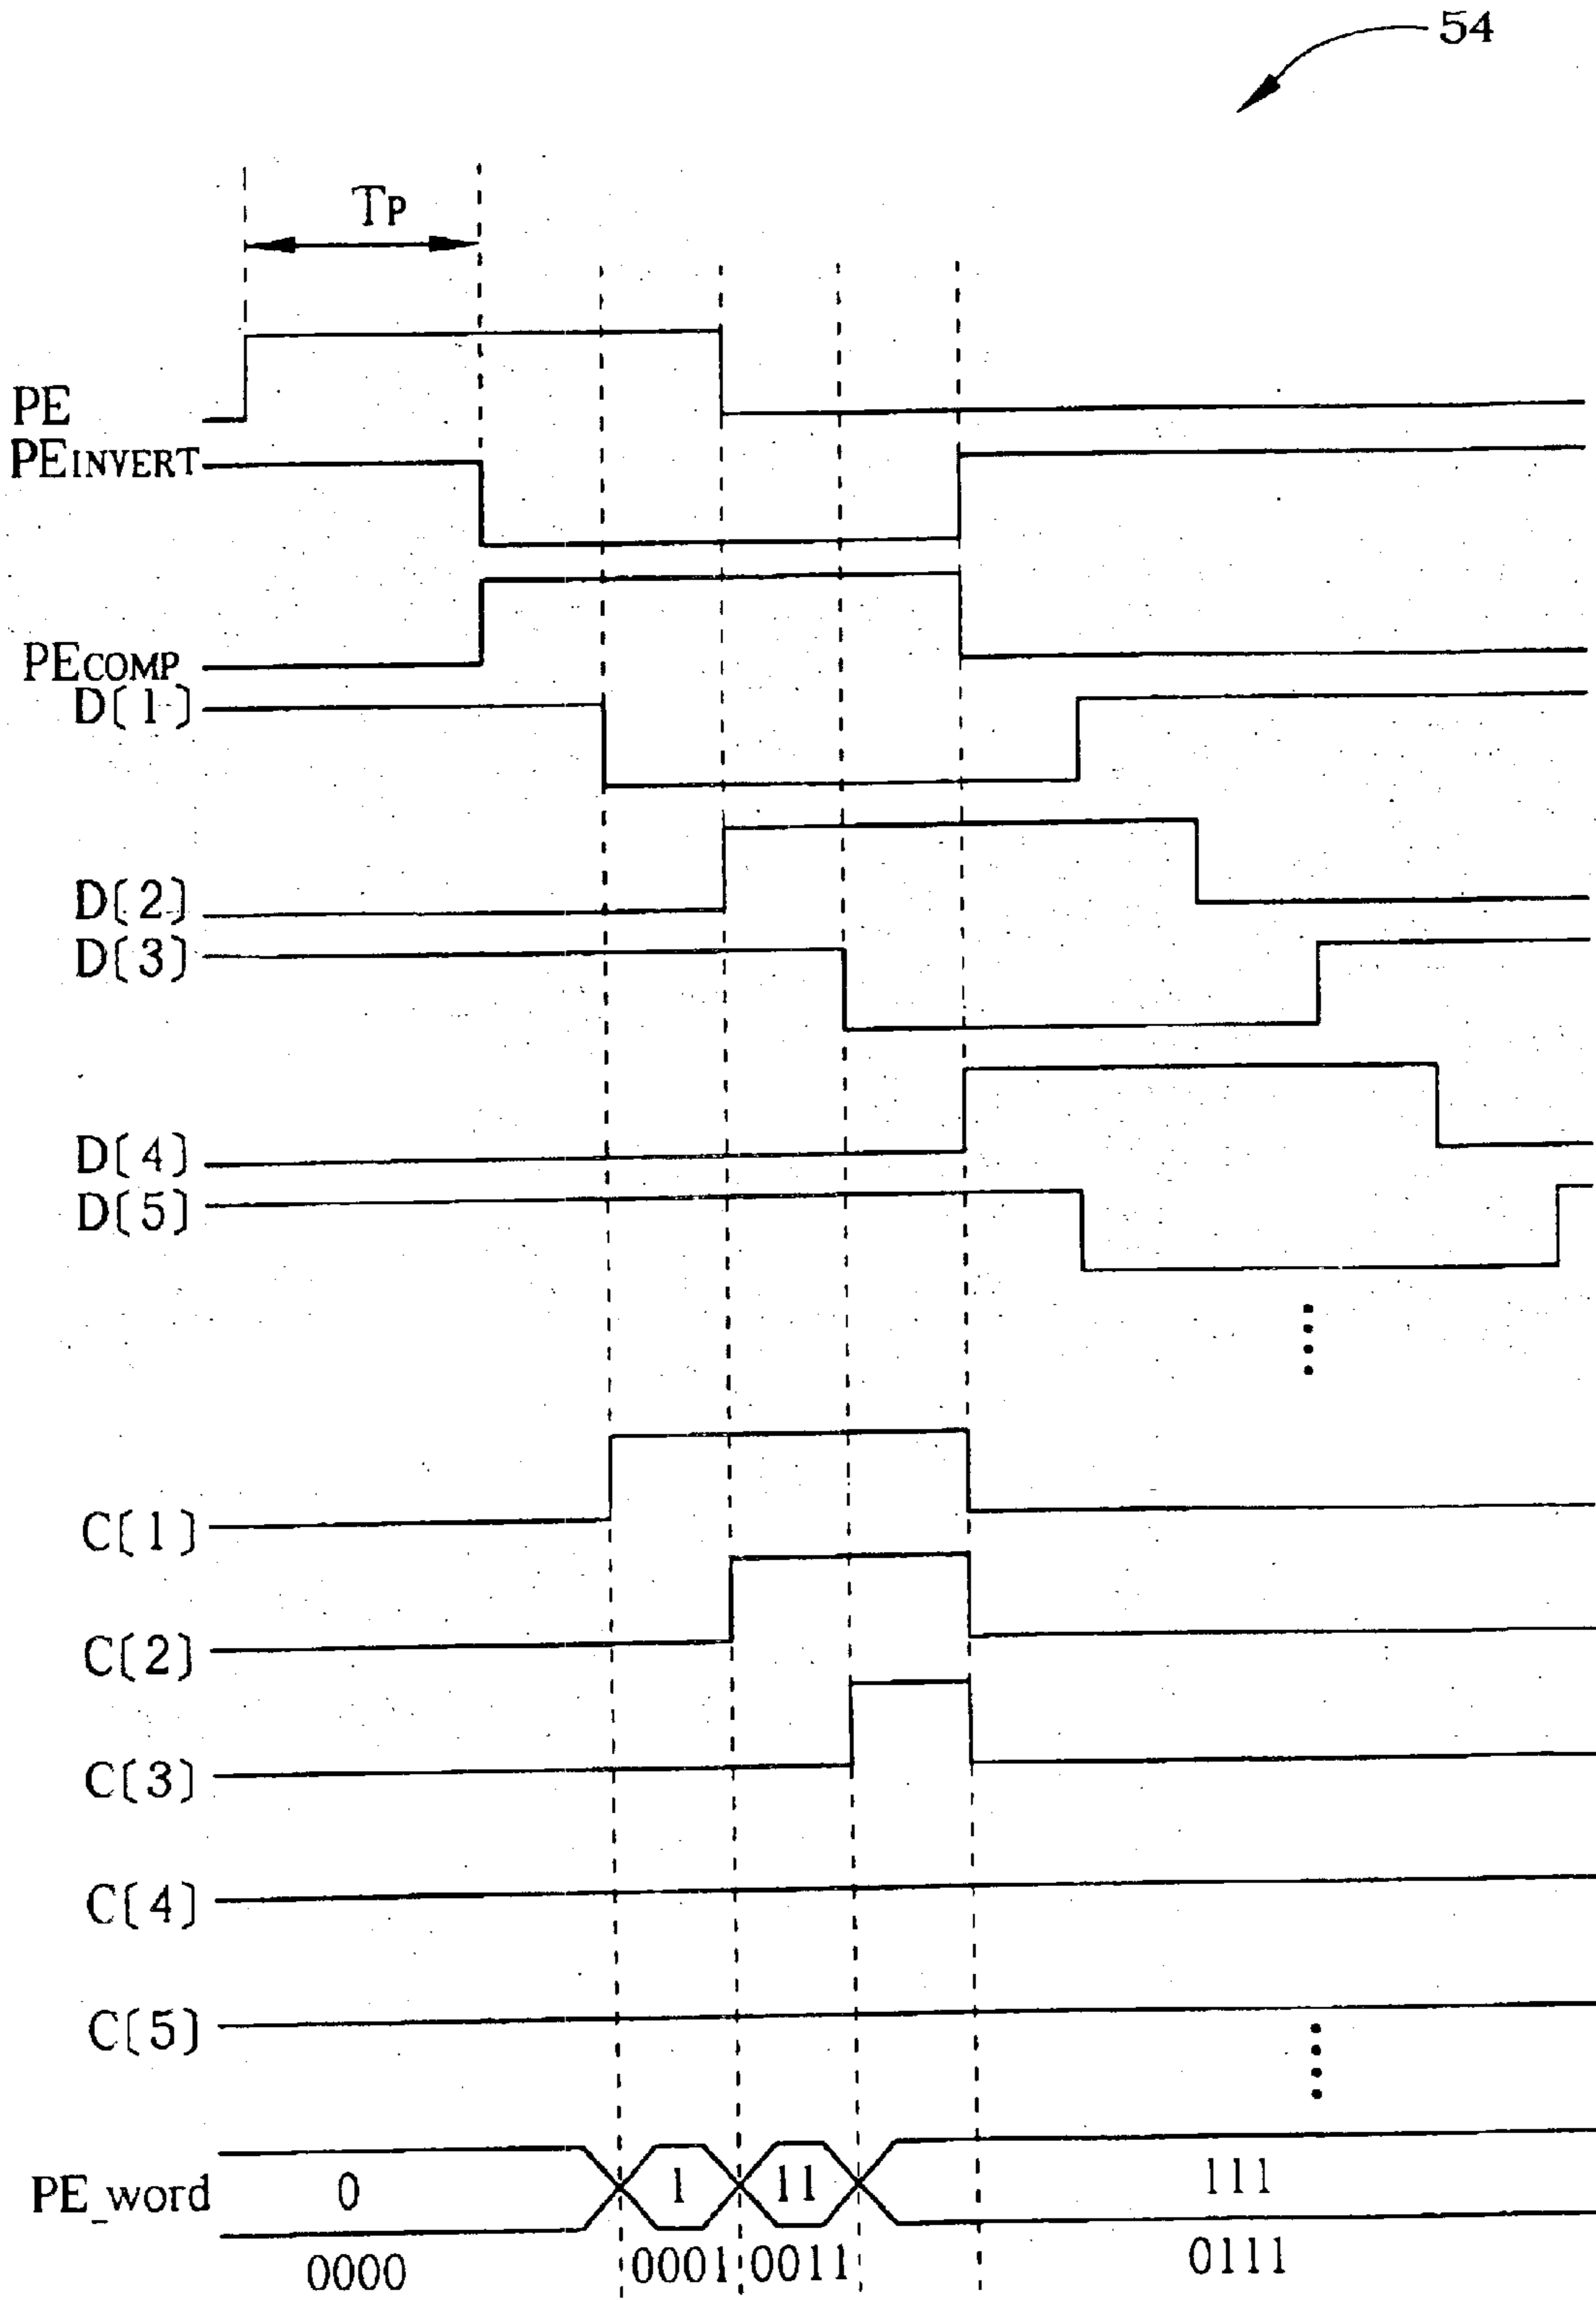 54
TP
PE
PEINVERT
PECOMP
D[1]
D[2]
D[3]
D[4]
D[5]
C[1]
C[2]
C[3]
C[4]
C[5]
PE_word 0 1 11 111
0000 0001 0011 0111